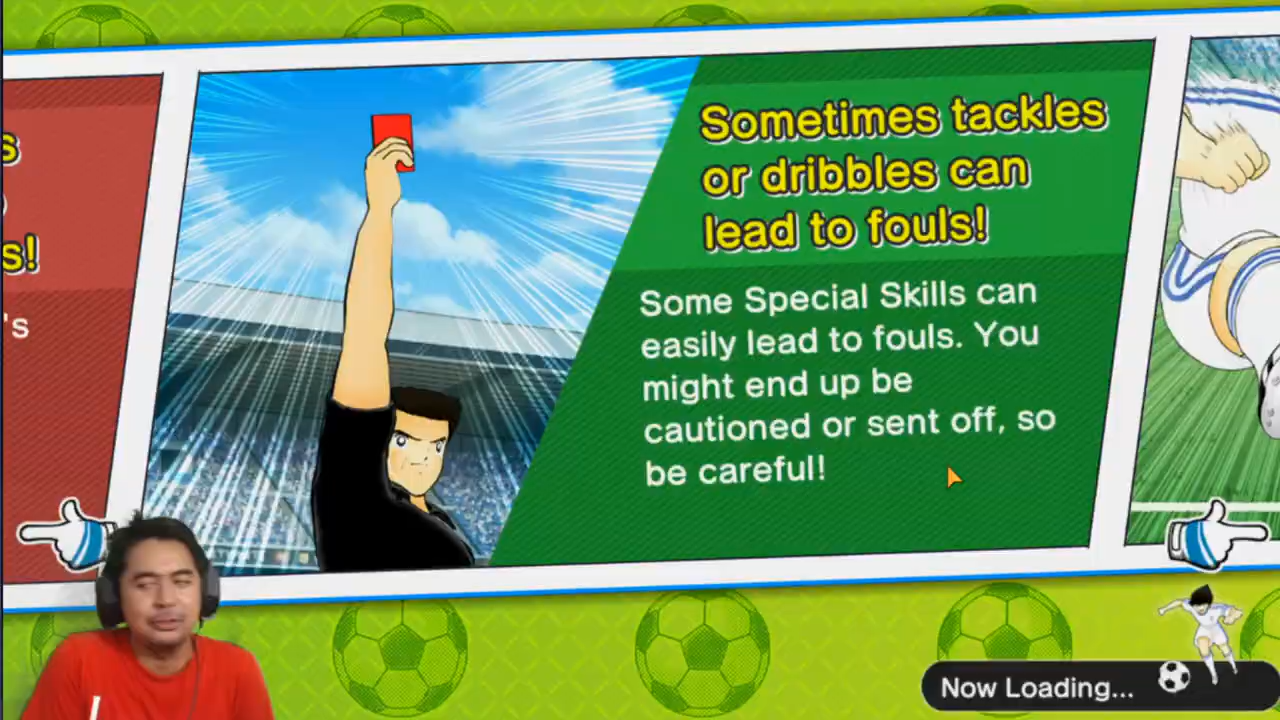 s
s!
's
Sometimes tackles
or dribbles can
lead to fouls!
Some Special Skills can
easily lead to fouls. You
might end up be
cautioned or sent off, so
be careful!
Now Loading...